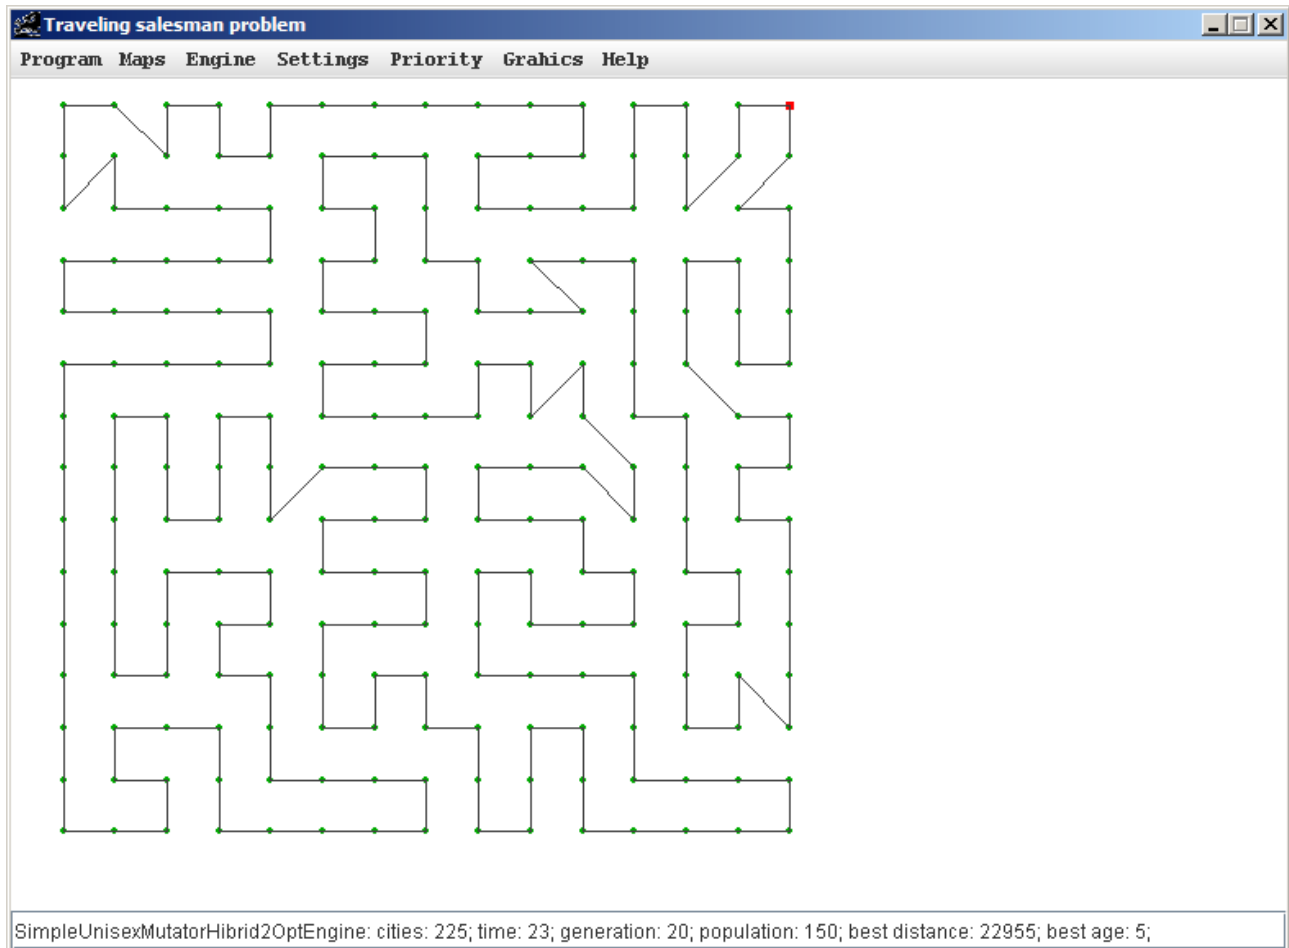 Traveling salesman problem
Program Maps Engine Settings Priority Grahics Help
SimpleUnisexMutatorHibrid2OptEngine: cities: 225; time: 23; generation: 20; population: 150; best distance: 22955; best age: 5;